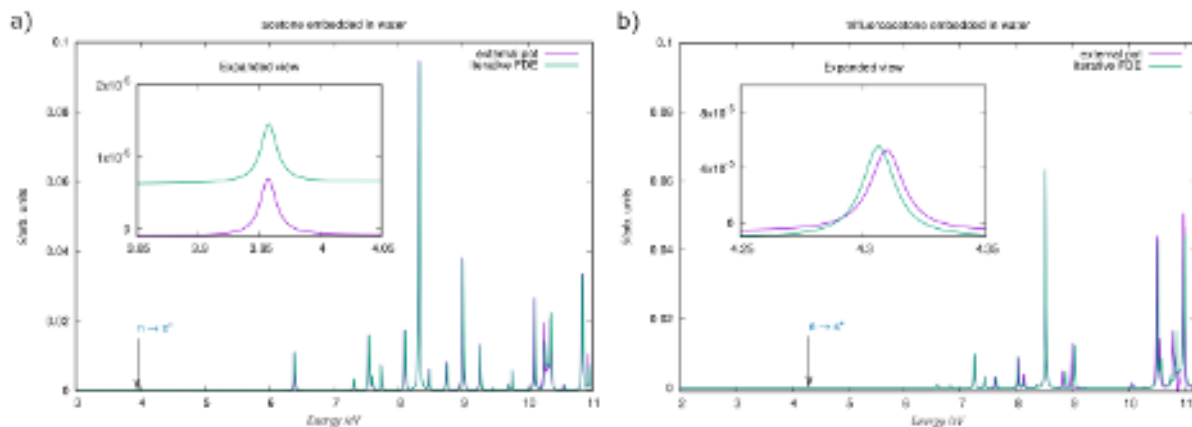 a)
acetone embedded in water
external pot
iterative FDE
Expanded view
2x10⁻⁶
1x10⁻⁶
0
3.85
3.9
3.95
4
4.05
0.1
0.08
0.06
0.04
0.02
0
n → π*
3
4
5
6
7
8
9
10
11
Energy /eV
b)
trifluoroacetone embedded in water
external pot
iterative FDE
Expanded view
8x10⁻⁵
4x10⁻⁵
0
4.25
4.3
4.35
0.1
0.08
0.06
0.04
0.02
0
2
3
4
5
6
7
8
9
10
11
Energy /eV